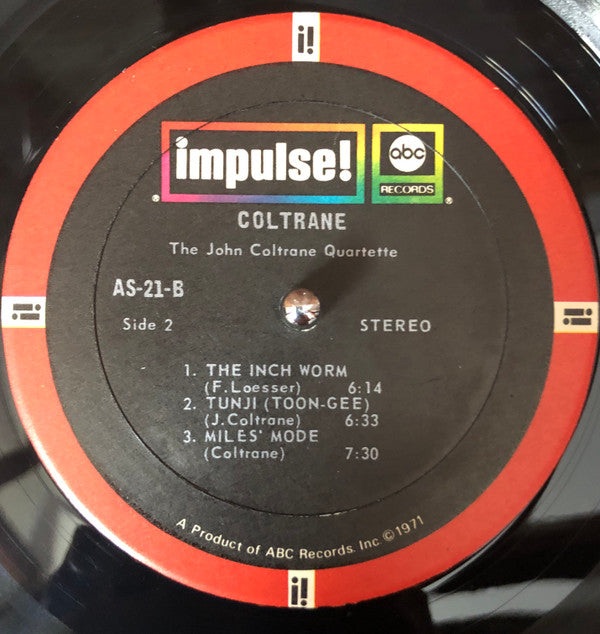 i!
impulse! abc
RECORDS
® ®
COLTRANE
The John Coltrane Quartette
AS-21-B
Side 2 STEREO
i! i!
1. THE INCH WORM
(F. Loesser) 6:14
2. TUNJI (TOON-GEE)
(J. Coltrane) 6:33
3. MILES' MODE
(Coltrane) 7:30
A Product of ABC Records. Inc ©1971
i!